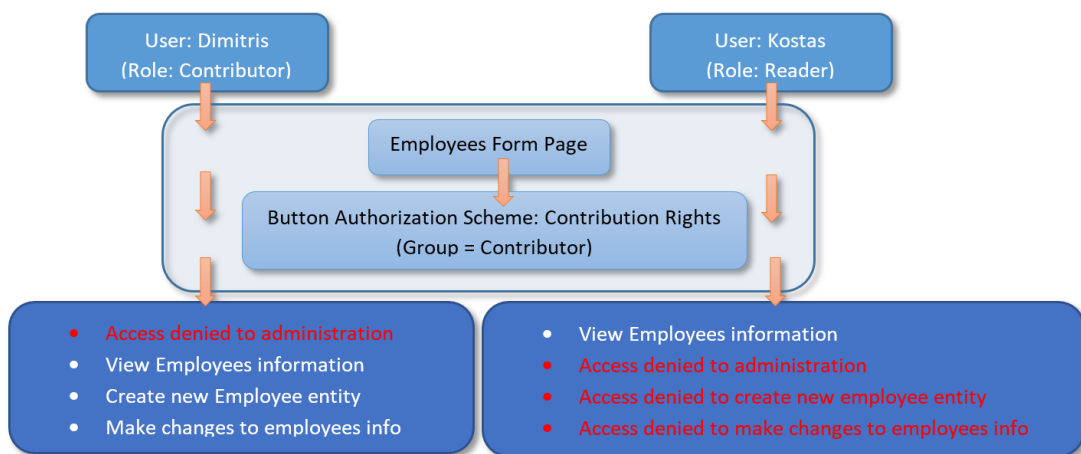 User: Dimitris
(Role: Contributor)
User: Kostas
(Role: Reader)
Employees Form Page
Button Authorization Scheme: Contribution Rights
(Group = Contributor)
• Access denied to administration
• View Employees information
• Create new Employee entity
• Make changes to employees info
• View Employees information
• Access denied to administration
• Access denied to create new employee entity
• Access denied to make changes to employees info